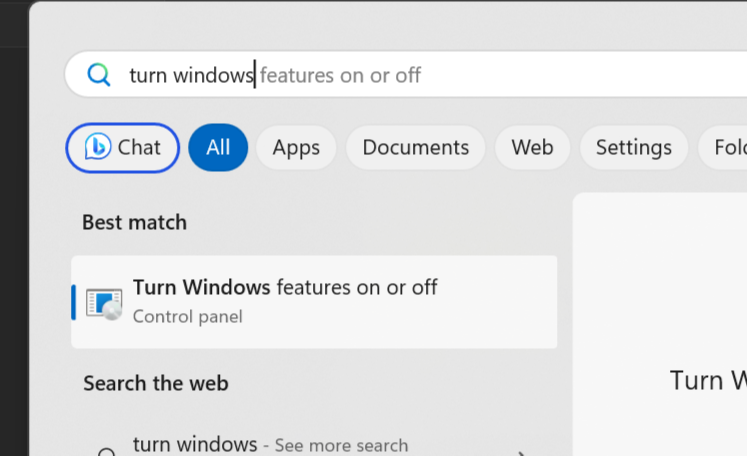 turn windows features on or off
Chat All Apps Documents Web Settings
Best match
Turn Windows features on or off
Control panel
Turn
Search the web
turn windows - See more search